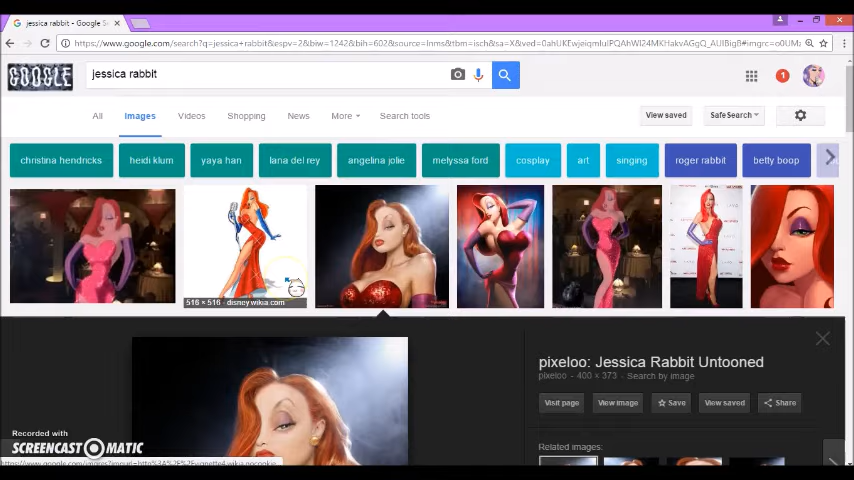 jessica rabbit - Google Se
https://www.google.com/search?q=jessica+rabbit&espv=2&biw=1242&bih=602&source=lnms&tbm=isch&sa=X&ved=
GOOGLE
jessica rabbit
1
All Images Videos Shopping News More Search tools
View saved SafeSearch
christina hendricks heidi klum yaya han lana del rey angelina jolie melyssa ford cosplay art singing roger rabbit betty boop
516 × 516 - disney.wikia.com
pixeloo: Jessica Rabbit Untooned
pixeloo - 400 × 373 - Search by image
Visit page View image Save View saved Share
Related images:
Recorded with
SCREENCAST MATIC